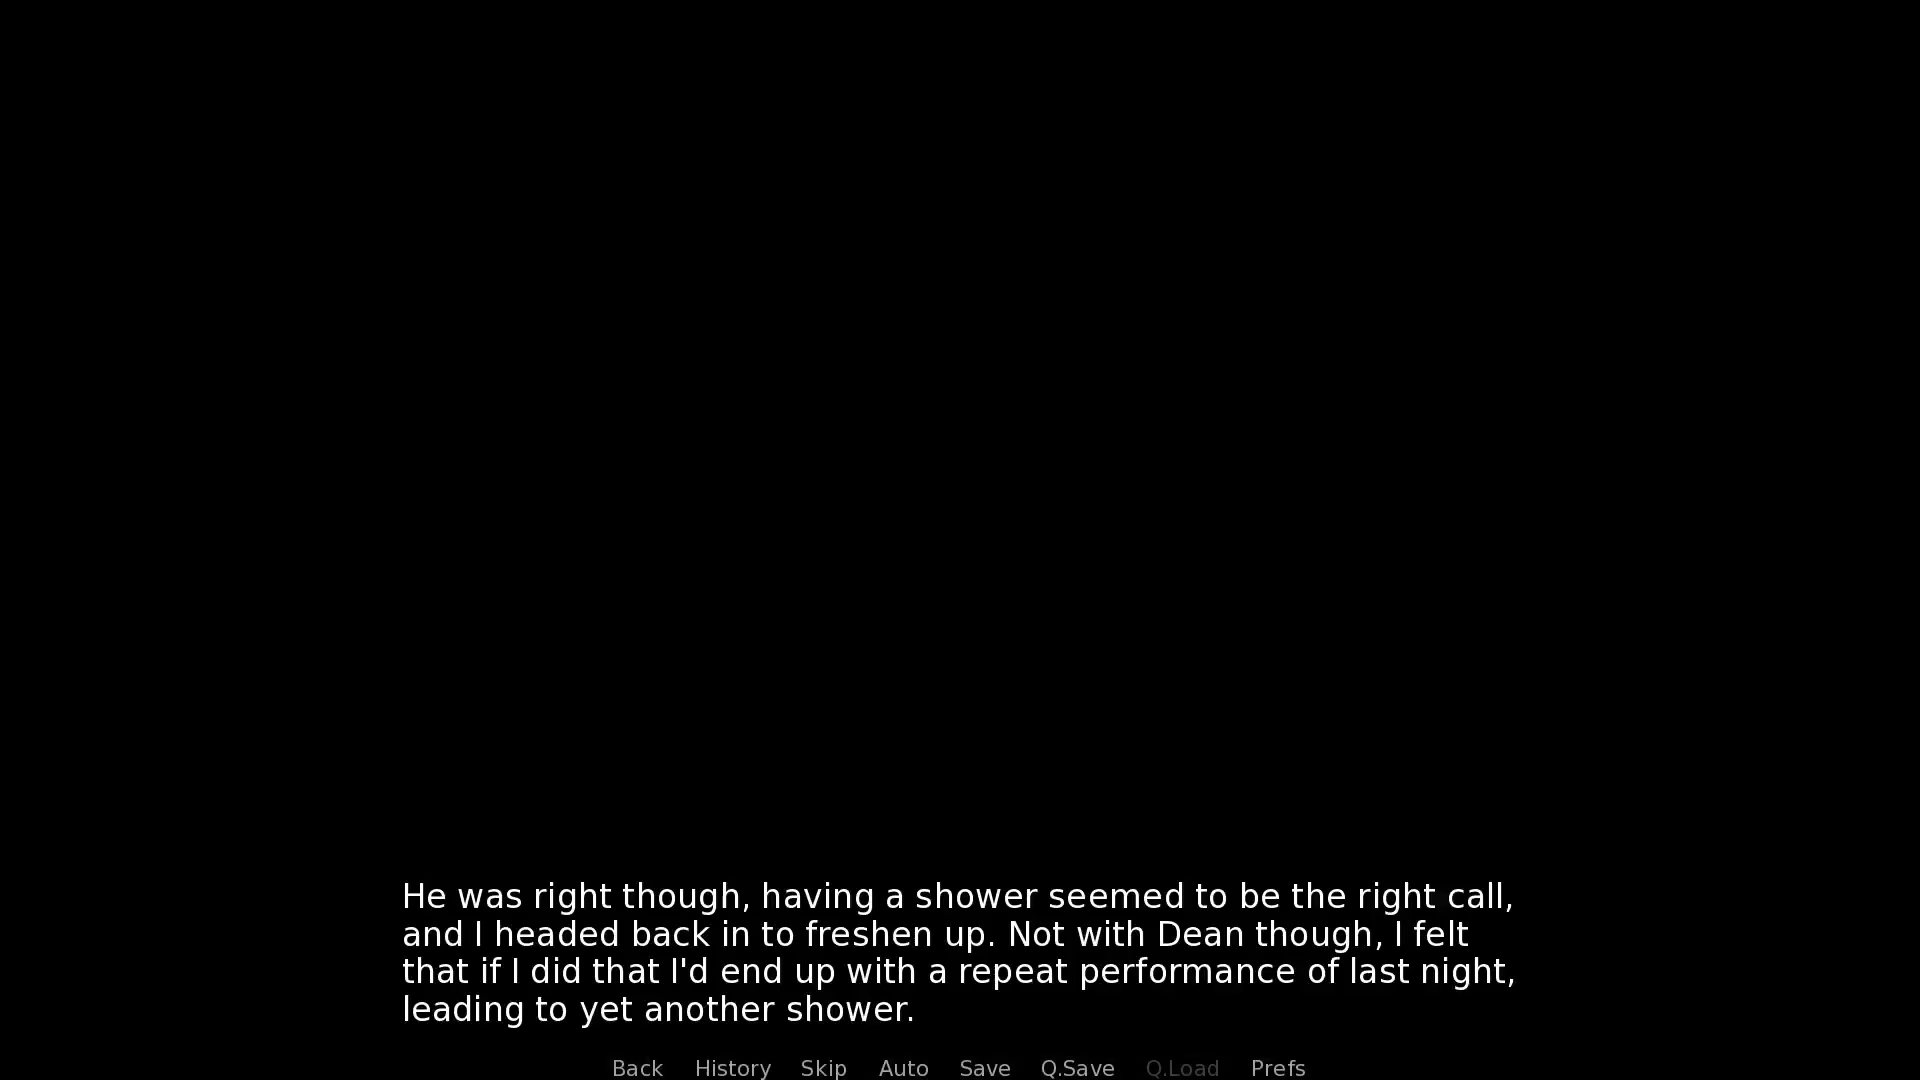 He was right though, having a shower seemed to be the right call,
and I headed back in to freshen up. Not with Dean though, I felt
that if I did that I'd end up with a repeat performance of last night,
leading to yet another shower.
Back History Skip Auto Save Q.Save Q.Load Prefs